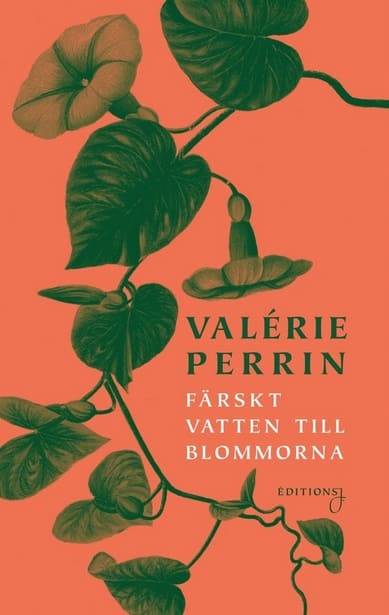 VALÉRIE
PERRIN
FÄRSKT
VATTEN TILL
BLOMMORNA
ÉDITIONS J